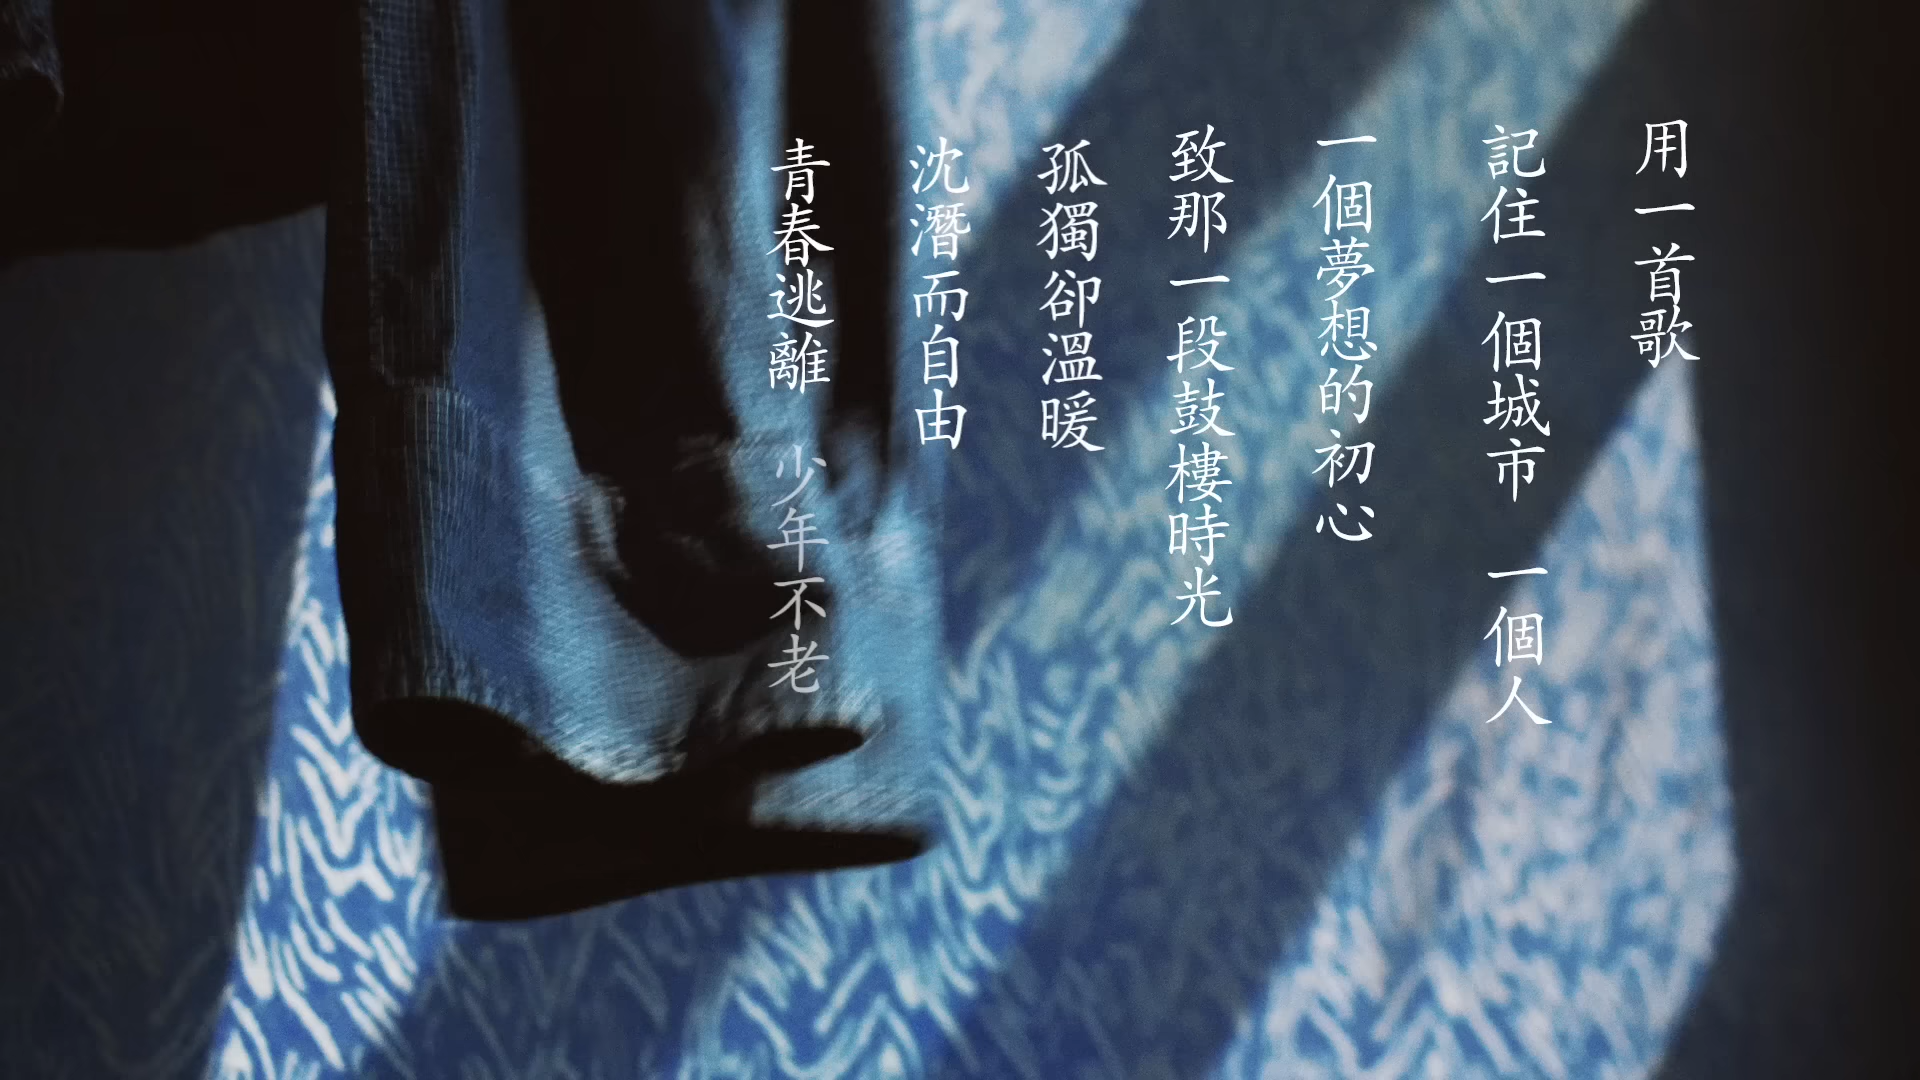 用一首歌
記住一個城市 一個人
一個夢想的初心
致那一段鼓樓時光
孤獨卻溫暖
沈潛而自由
青春逃離 少年不老